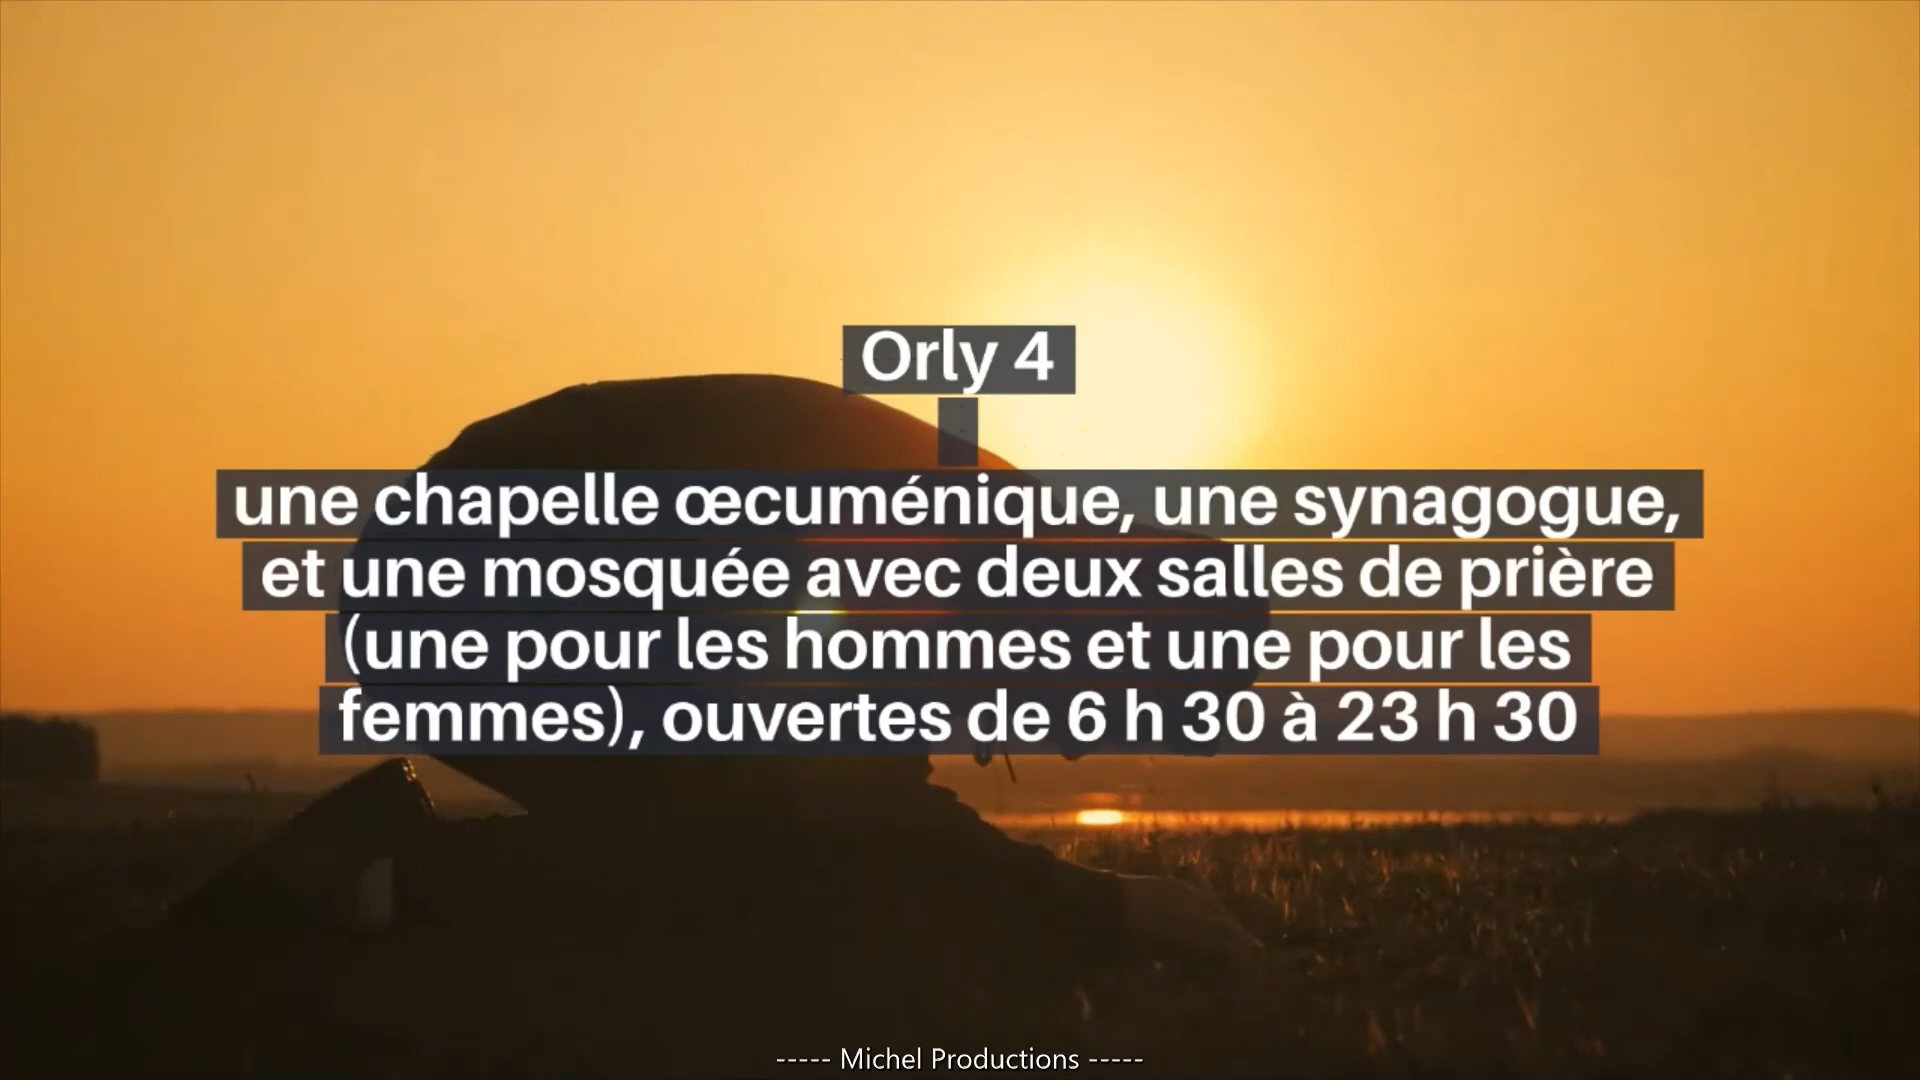 Orly 4
une chapelle œcuménique, une synagogue,
et une mosquée avec deux salles de prière
(une pour les hommes et une pour les
femmes), ouvertes de 6 h 30 à 23 h 30
----- Michel Productions -----